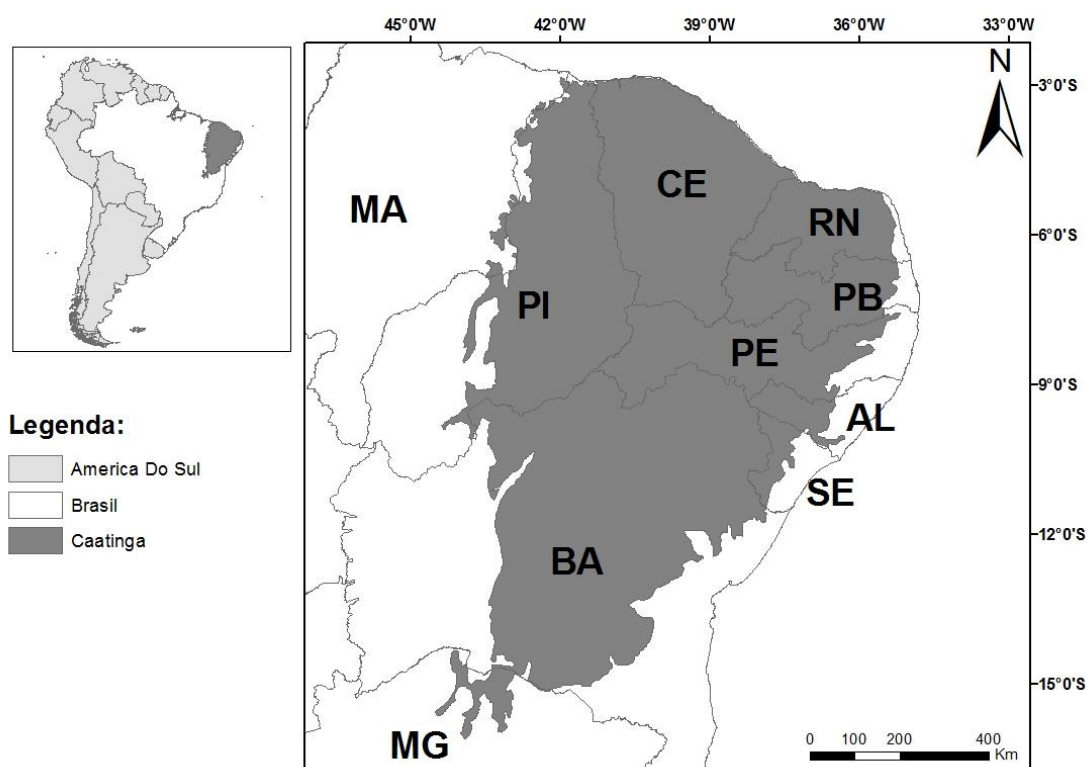 45°0'W 42°0'W 39°0'W 36°0'W 33°0'W
N
3°0'S
6°0'S
9°0'S
12°0'S
15°0'S
MA
CE
RN
PI
PB
PE
AL
SE
BA
MG
Legenda:
America Do Sul
Brasil
Caatinga
0 100 200 400
Km